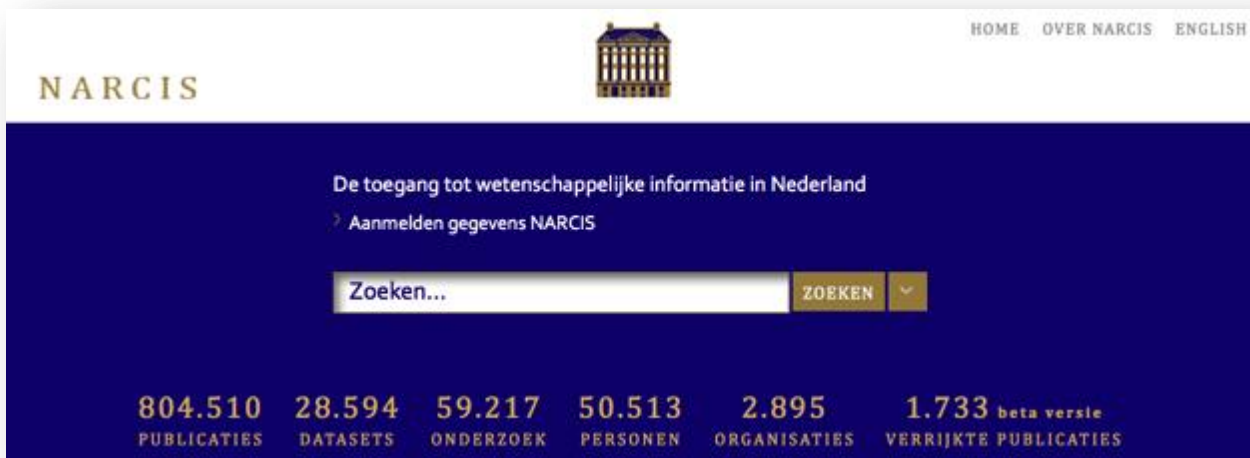 HOME OVER NARCIS ENGLISH
NARCIS
De toegang tot wetenschappelijke informatie in Nederland
Aanmelden gegevens NARCIS
Zoeken... ZOEKEN
804.510 28.594 59.217 50.513 2.895 1.733 beta versie
PUBLICATIES DATASETS ONDERZOEK PERSONEN ORGANISATIES VERRIJKTE PUBLICATIES